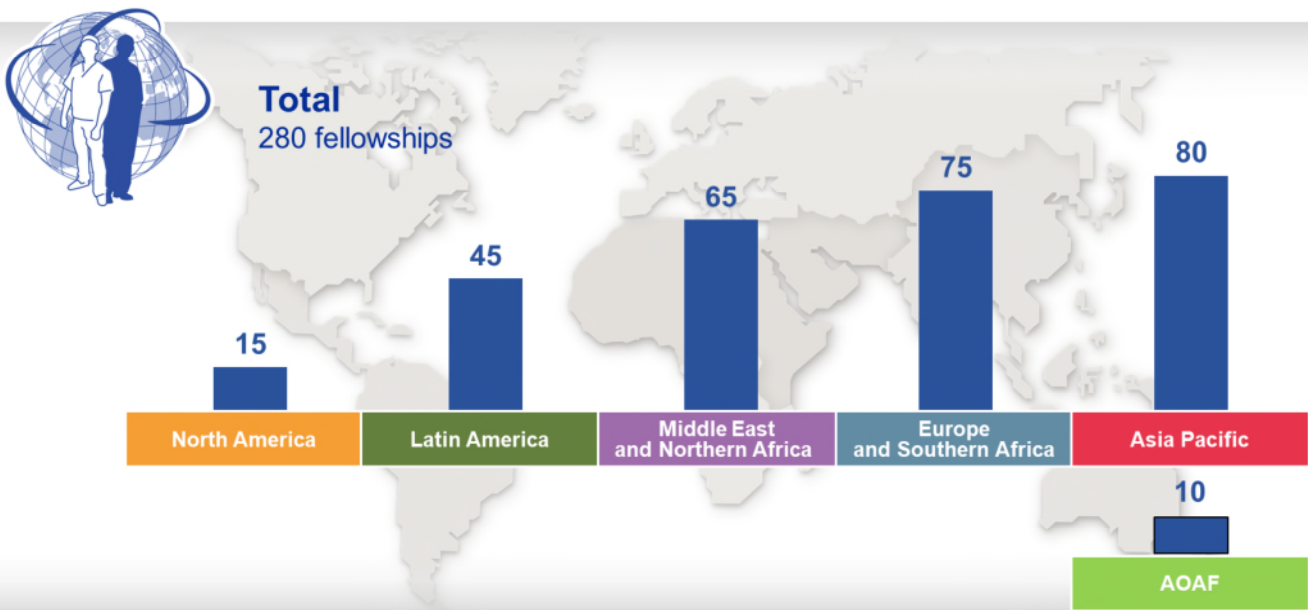 Total
280 fellowships
15
45
65
75
80
North America
Latin America
Middle East
and Northern Africa
Europe
and Southern Africa
Asia Pacific
10
AOAF